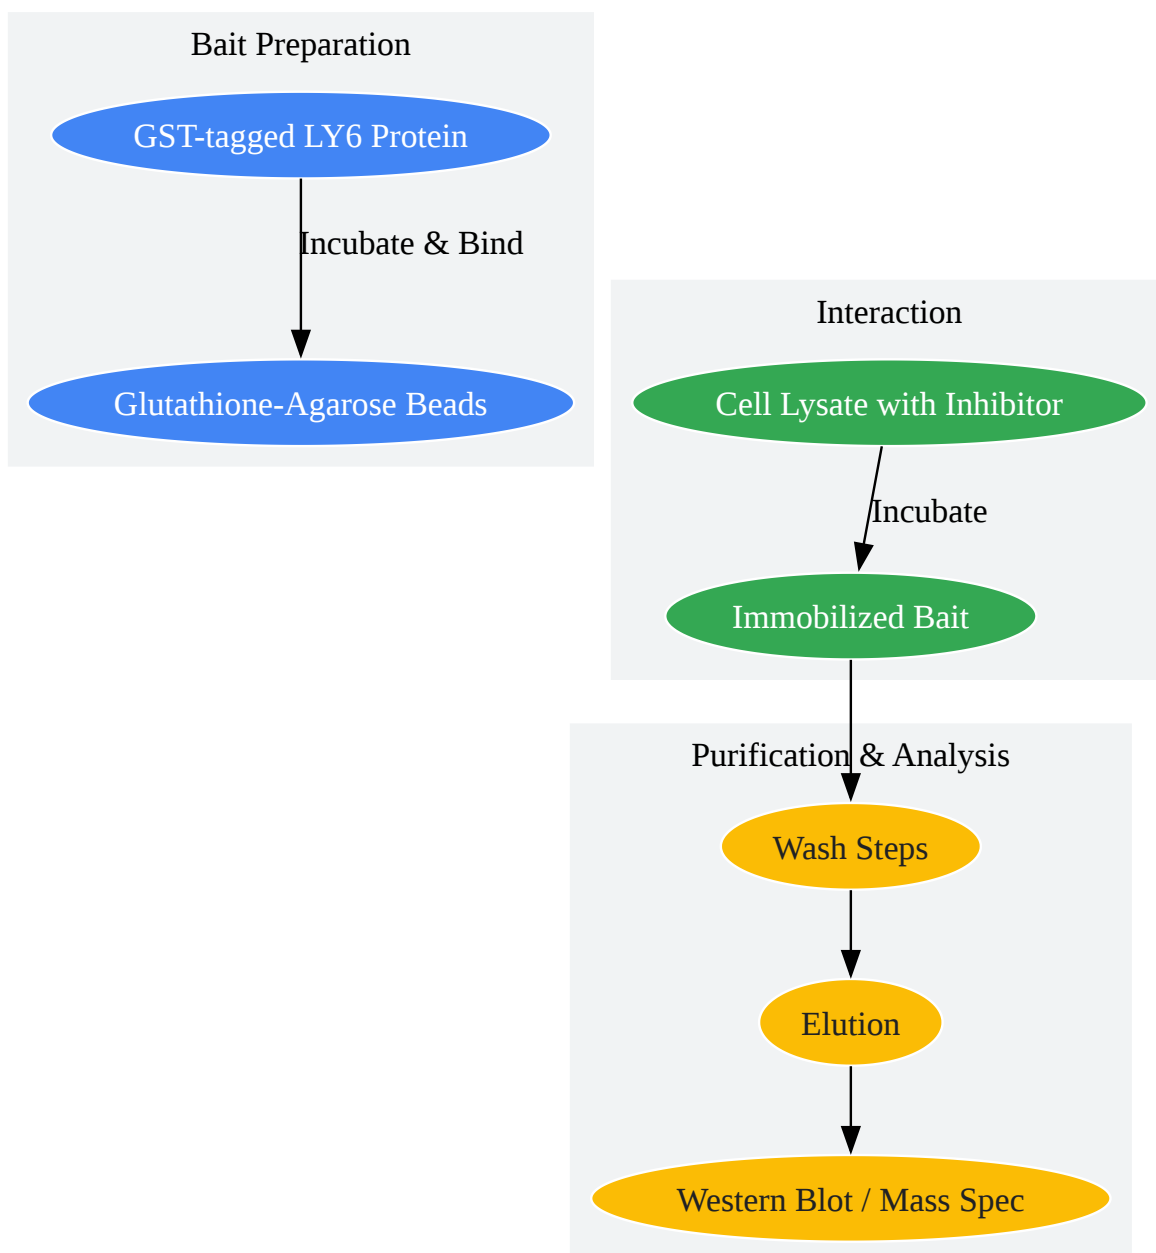 Bait Preparation
GST-tagged LY6 Protein
Incubate & Bind
Glutathione-Agarose Beads
Interaction
Cell Lysate with Inhibitor
Incubate
Immobilized Bait
Purification & Analysis
Wash Steps
Elution
Western Blot / Mass Spec